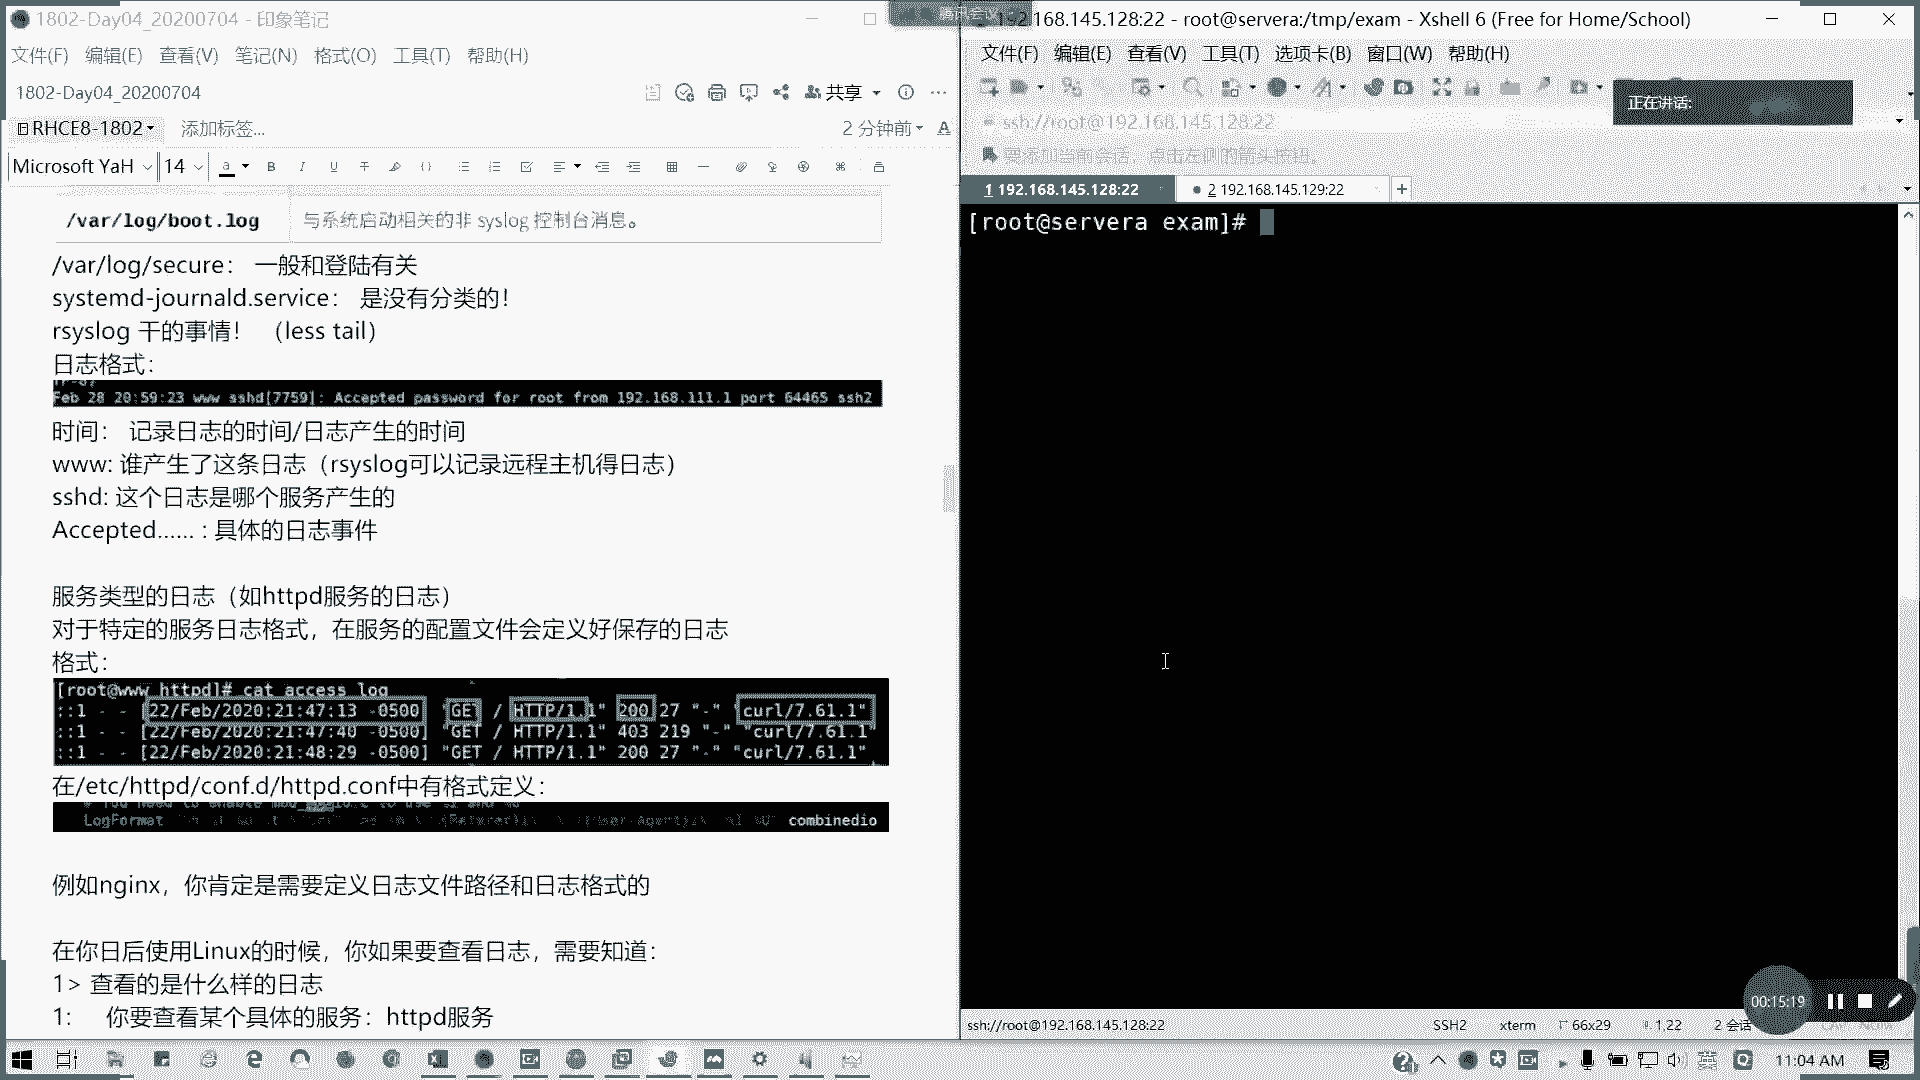 1802-Day04_20200704 - 印象笔记
文件(F) 编辑(E) 查看(V) 笔记(N) 格式(O) 工具(T) 帮助(H)
1802-Day04_20200704
共享
RHCE8-1802
添加标签...
2 分钟前
Microsoft YaH
14
/var/log/boot.log
与系统启动相关的非 syslog 控制台消息。
/var/log/secure： 一般和登陆有关
systemd-journald.service： 是没有分类的！
rsyslog 干的事情！ （less tail）
日志格式：
Feb 28 20:59:23 www sshd[7759]: Accepted password for root from 192.168.111.1 port 64465 ssh2
时间： 记录日志的时间/日志产生的时间
www: 谁产生了这条日志（rsyslog可以记录远程主机得日志）
sshd: 这个日志是哪个服务产生的
Accepted...... : 具体的日志事件
服务类型的日志（如httpd服务的日志）
对于特定的服务日志格式，在服务的配置文件会定义好保存的日志
格式：
[root@www httpd]# cat access_log
::1 - - [22/Feb/2020:21:47:13 -0500] "GET / HTTP/1.1" 200 27 "-" "curl/7.61.1"
::1 - - [22/Feb/2020:21:47:40 -0500] "GET / HTTP/1.1" 403 219 "-" "curl/7.61.1"
::1 - - [22/Feb/2020:21:48:29 -0500] "GET / HTTP/1.1" 200 27 "-" "curl/7.61.1"
在/etc/httpd/conf.d/httpd.conf中有格式定义：
LogFormat combinedio
例如nginx，你肯定是需要定义日志文件路径和日志格式的
在你日后使用Linux的时候，你如果要查看日志，需要知道：
1> 查看的是什么样的日志
1: 你要查看某个具体的服务：httpd服务
腾讯会议
192.168.145.128:22 - root@servera:/tmp/exam - Xshell 6 (Free for Home/School)
文件(F) 编辑(E) 查看(V) 工具(T) 选项卡(B) 窗口(W) 帮助(H)
正在讲话:
ssh://root@192.168.145.128:22
要添加当前会话，点击左侧的箭头按钮。
1 192.168.145.128:22
2 192.168.145.129:22
[root@servera exam]#
00:15:19
ssh://root@192.168.145.128:22
SSH2
xterm
66x29
1,22
2 会话
CAP NUM
英
11:04 AM